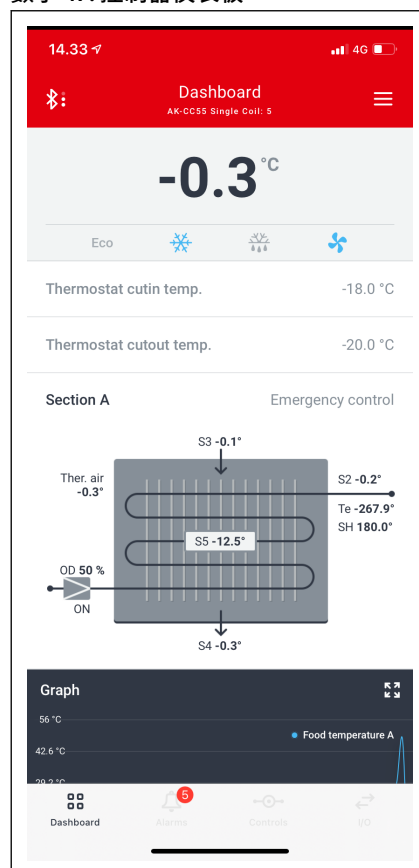 14.33
4G
Dashboard
AK-CC55 Single Coil: 5
-0.3 °C
Eco
Thermostat cutin temp. -18.0 °C
Thermostat cutout temp. -20.0 °C
Section A Emergency control
S3 -0.1°
Ther. air
-0.3°
S2 -0.2°
Te -267.9°
SH 180.0°
S5 -12.5°
OD 50 %
ON
S4 -0.3°
Graph
56 °C
Food temperature A
42.6 °C
29.2 °C
5
Dashboard Alarms Controls I/O